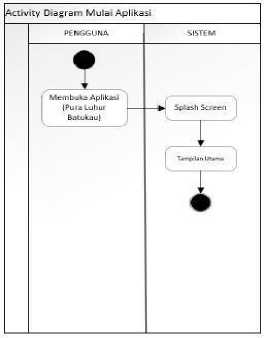 Activity Diagram Mulai Aplikasi
PENGGUNA
SISTEM
Membuka Aplikasi
(Pura Luhur
Batukau)
Splash Screen
Tampilan Utama